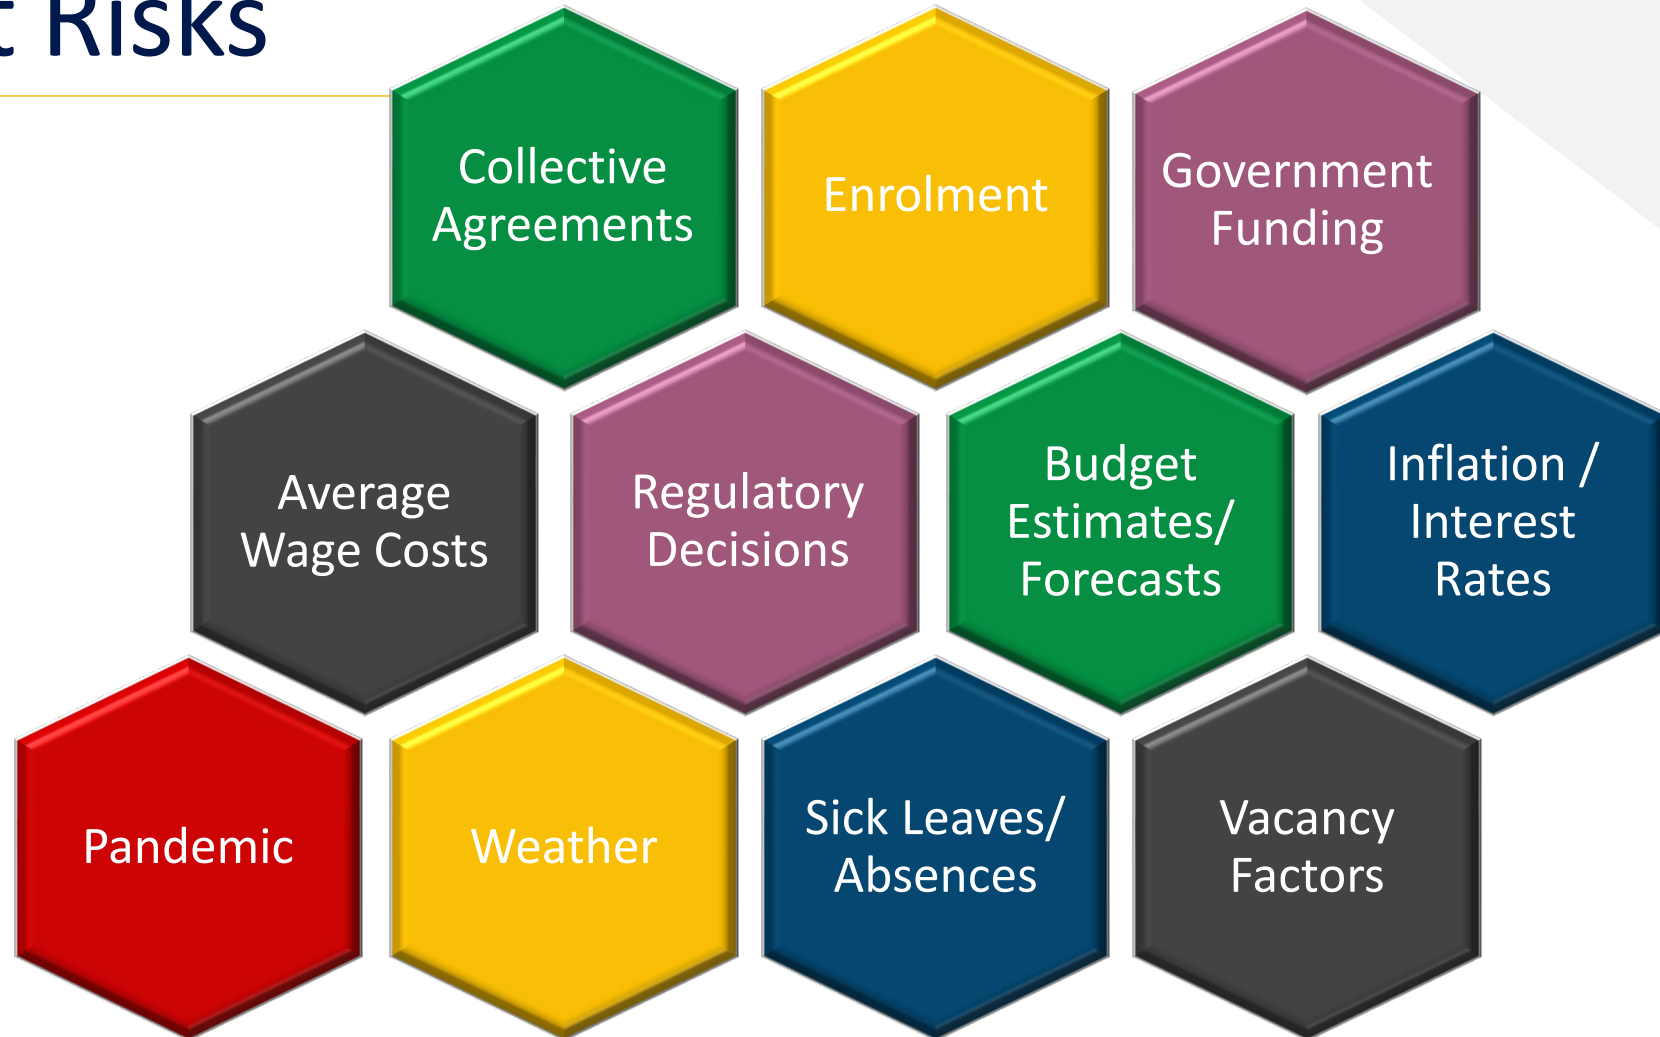 t Risks
Collective
Agreements
Enrolment
Government
Funding
Average
Wage Costs
Regulatory
Decisions
Budget
Estimates/
Forecasts
Inflation /
Interest
Rates
Pandemic
Weather
Sick Leaves/
Absences
Vacancy
Factors